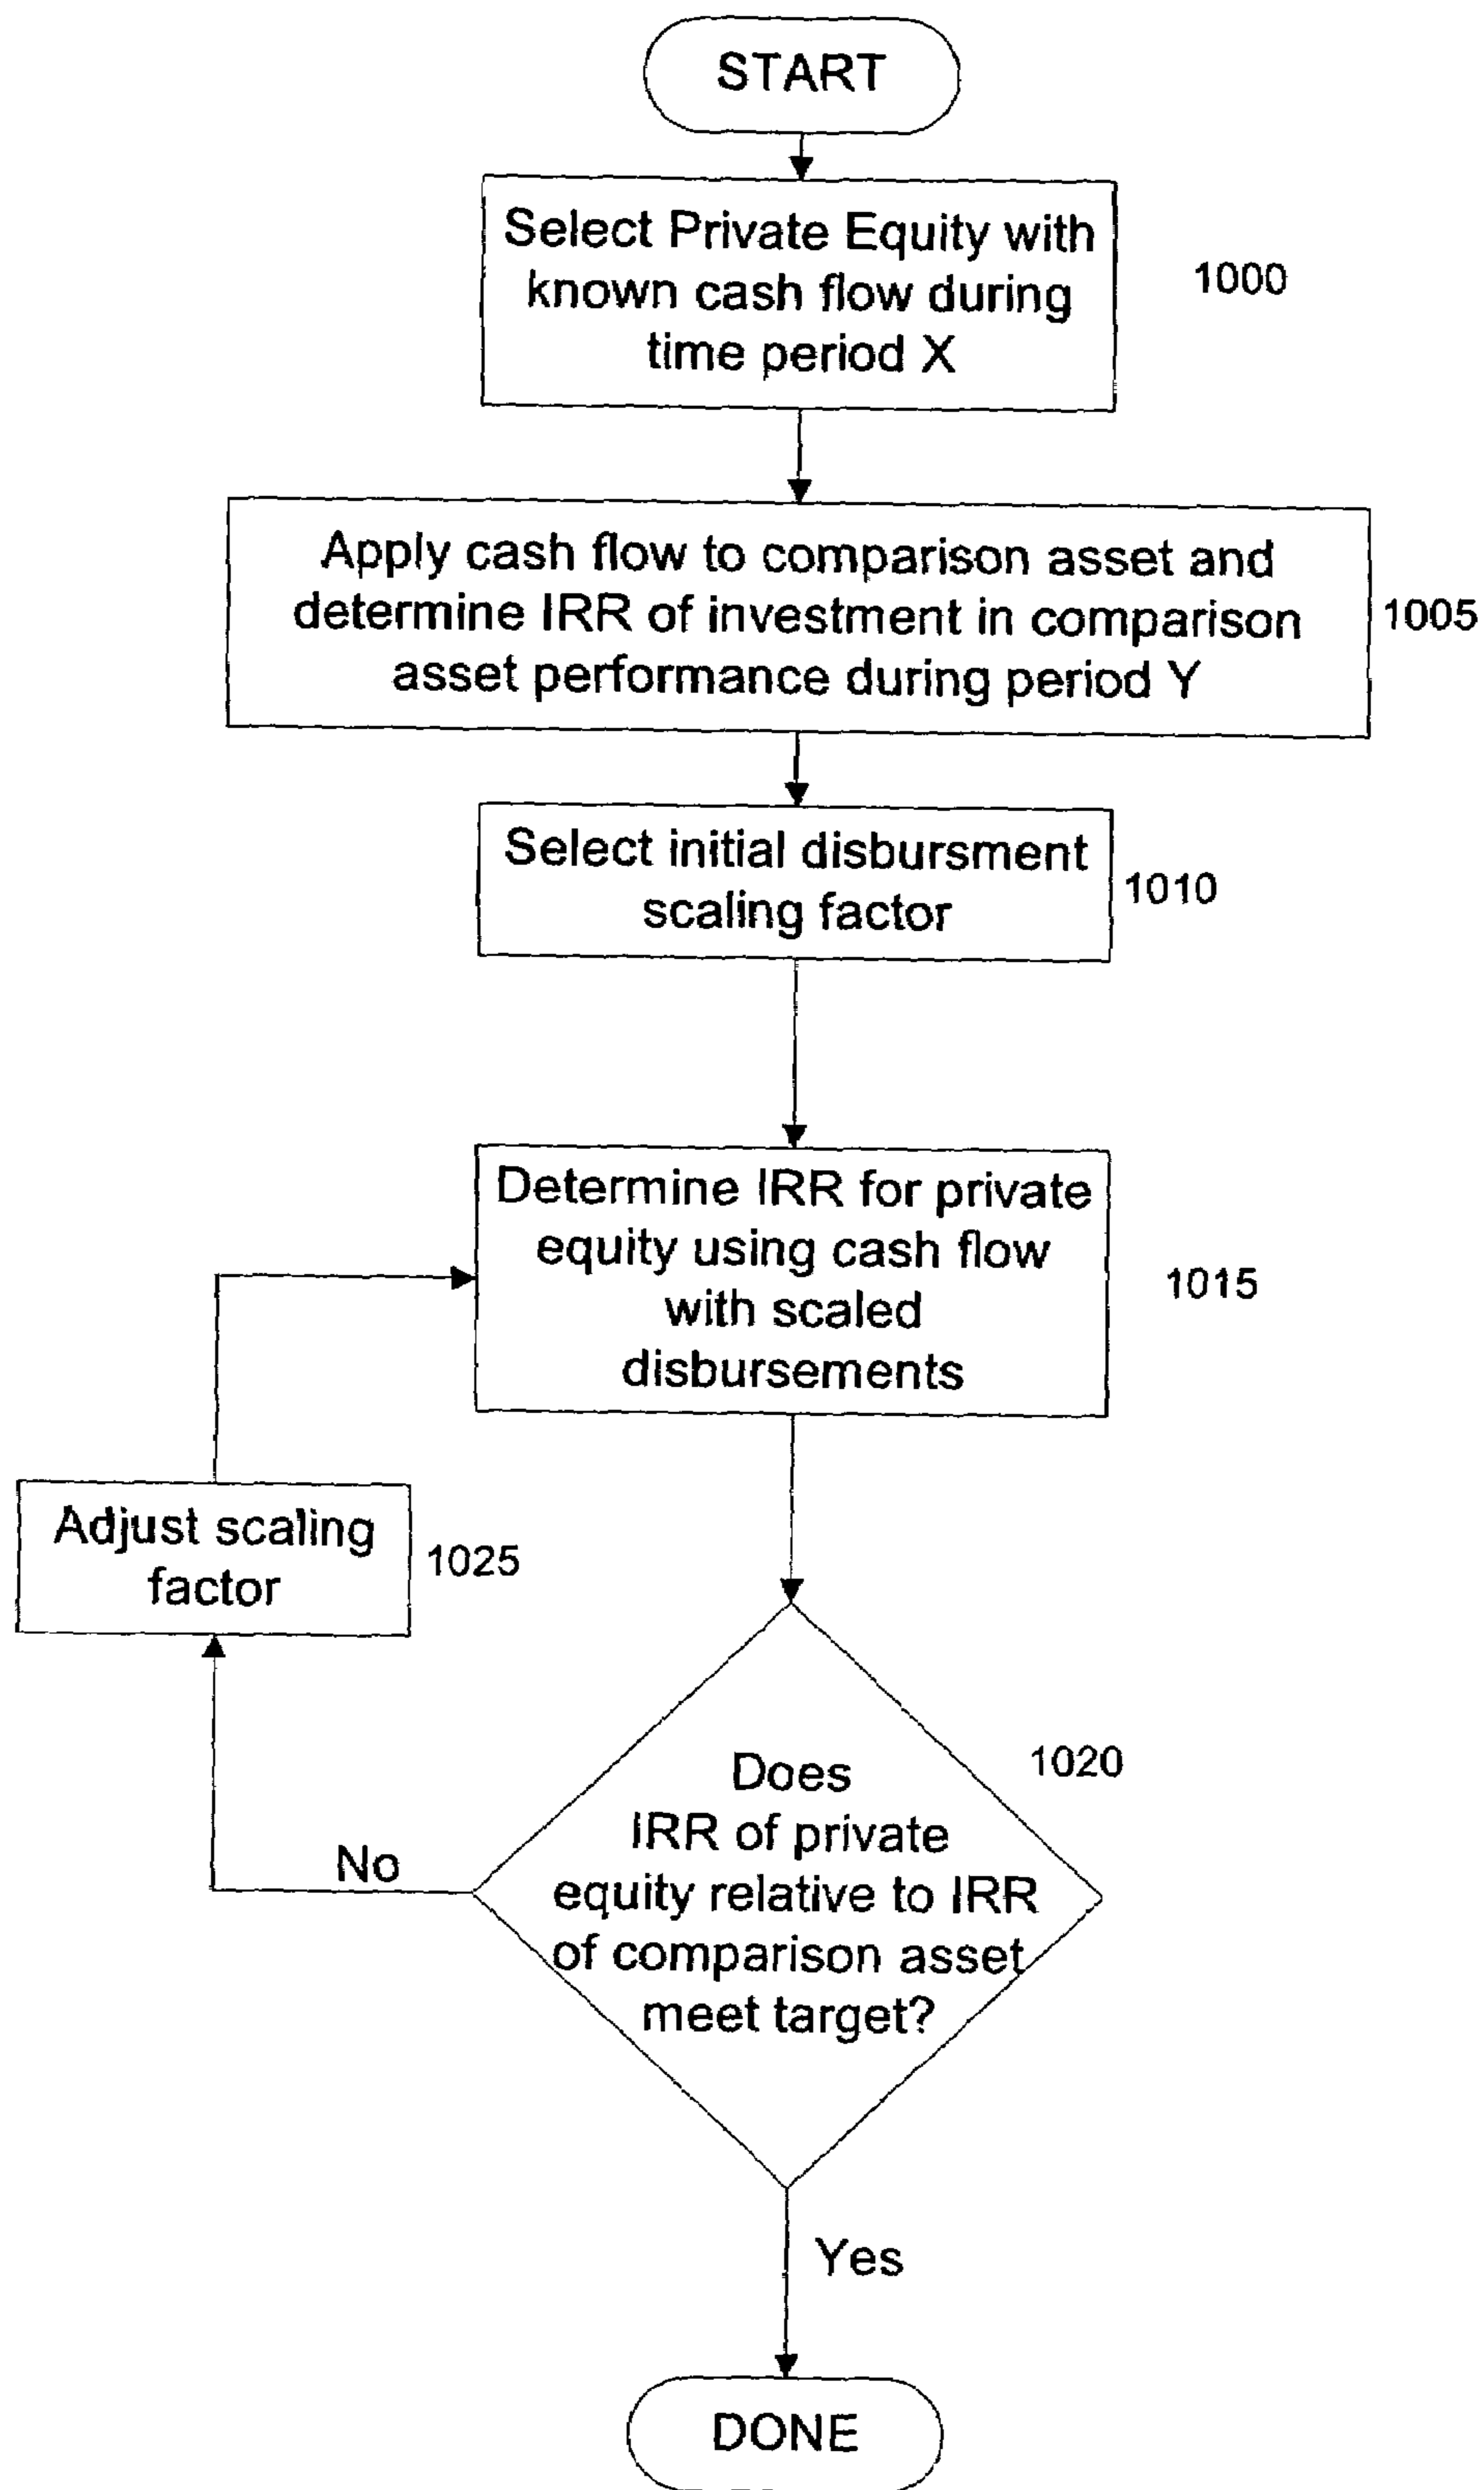 START
Select Private Equity with
known cash flow during
time period X
1000
Apply cash flow to comparison asset and
determine IRR of investment in comparison
asset performance during period Y
1005
Select initial disbursment
scaling factor
1010
Determine IRR for private
equity using cash flow
with scaled
disbursements
1015
Adjust scaling
factor
1025
Does
IRR of private
equity relative to IRR
of comparison asset
meet target?
1020
No
Yes
DONE